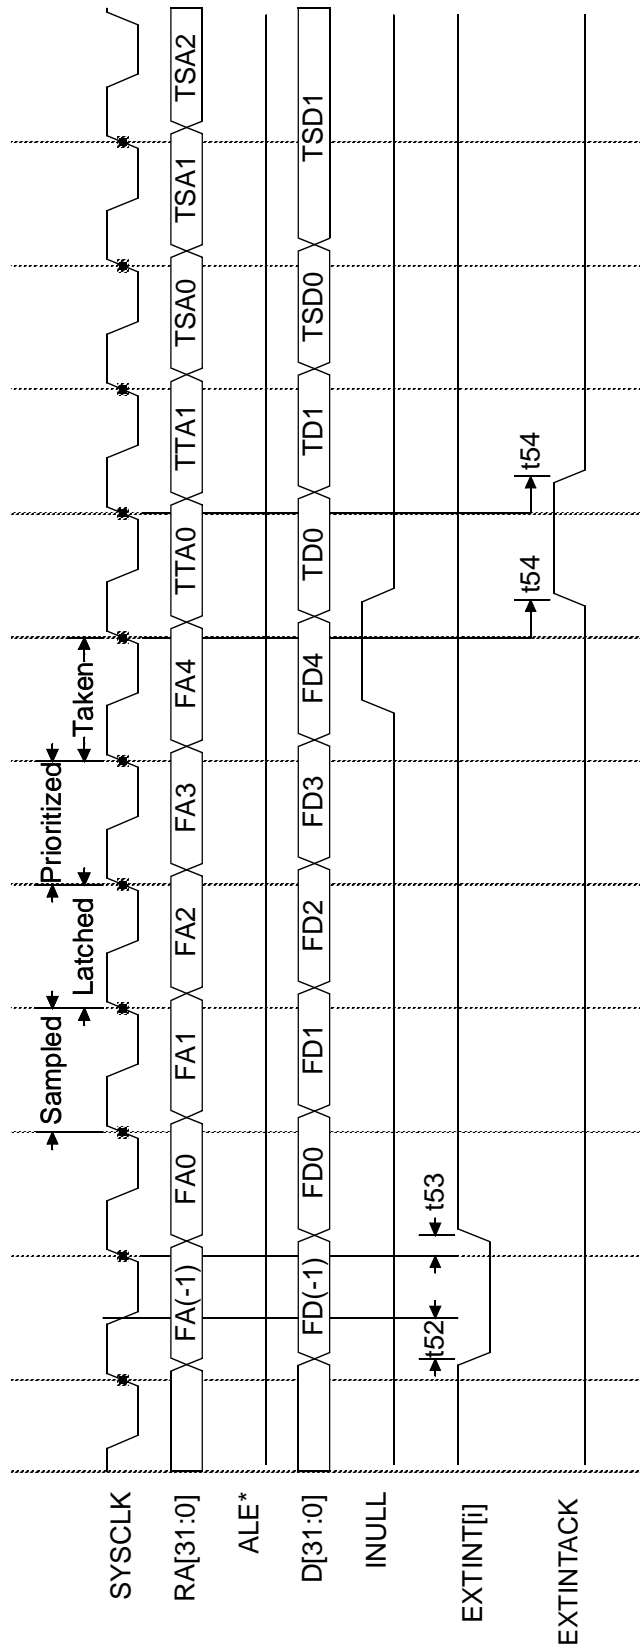 Sampled
Latched
Prioritized
Taken
SYSCLK
RA[31:0]
FA(-1)
FA0
FA1
FA2
FA3
FA4
TTA0
TTA1
TSA0
TSA1
TSA2
ALE*
D[31:0]
FD(-1)
FD0
FD1
FD2
FD3
FD4
TD0
TD1
TSD0
TSD1
INULL
EXTINT[i]
t52
t53
EXTINTACK
t54
t54